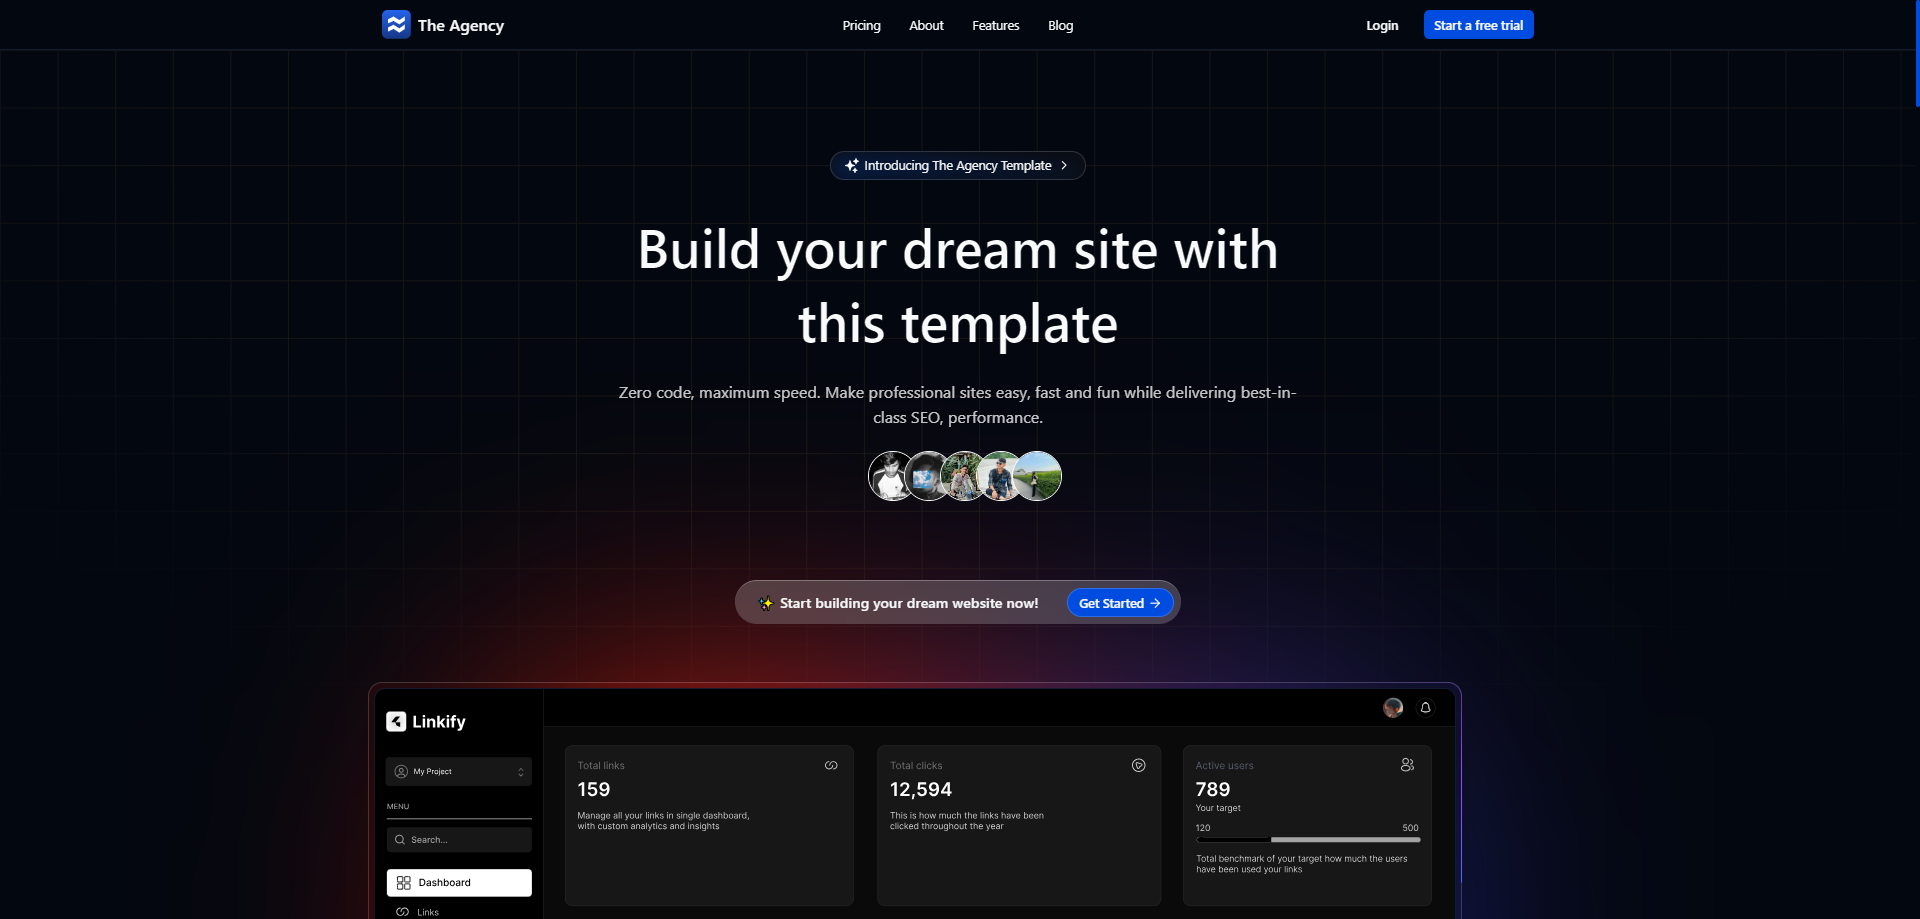 The Agency
Pricing
About
Features
Blog
Login
Start a free trial
Introducing The Agency Template
Build your dream site with
this template
Zero code, maximum speed. Make professional sites easy, fast and fun while delivering best-in-
class SEO, performance.
✨ Start building your dream website now!
Get Started →
Linkify
My Project
MENU
Search...
Dashboard
Links
Total links
159
Manage all your links in single dashboard,
with custom analytics and insights
Total clicks
12,594
This is how much the links have been
clicked throughout the year
Active users
789
Your target
120 500
Total benchmark of your target how much the users
have been used your links